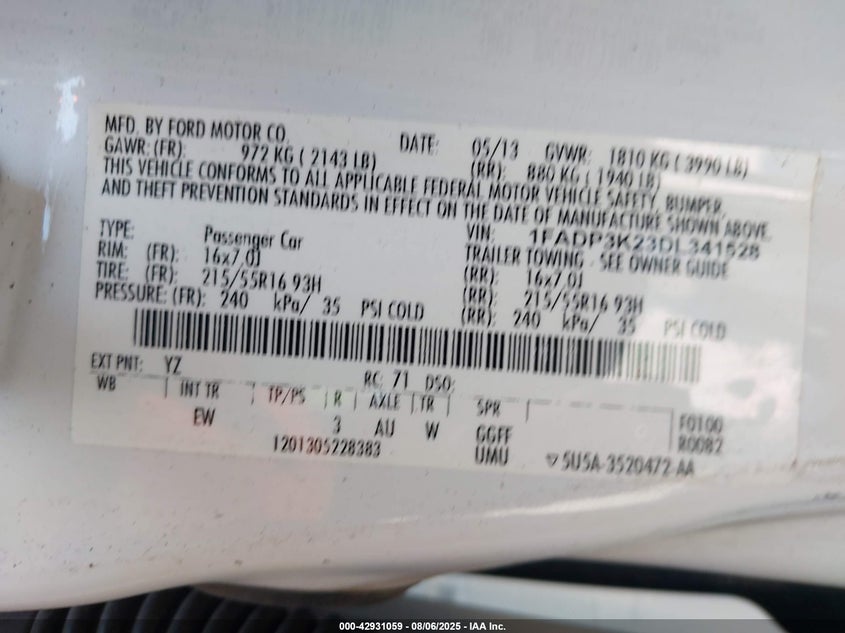 MFD. BY FORD MOTOR CO. DATE: 05/13 GVWR: 1810 KG ( 3990 LB)
GAWR: (FR): 972 KG ( 2143 LB) (RR): 880 KG ( 1940 LB)
THIS VEHICLE CONFORMS TO ALL APPLICABLE FEDERAL MOTOR VEHICLE SAFETY, BUMPER,
AND THEFT PREVENTION STANDARDS IN EFFECT ON THE DATE OF MANUFACTURE SHOWN ABOVE.
VIN: 1FADP3K23DL341528
TYPE: Passenger Car TRAILER TOWING - SEE OWNER GUIDE
RIM: (FR): 16x7.0J (RR): 16x7.0J
TIRE: (FR): 215/55R16 93H (RR): 215/55R16 93H
PRESSURE: (FR): 240 kPa/ 35 PSI COLD (RR): 240 kPa/ 35 PSI COLD
EXT PNT: YZ RC: 71 DSO:
WB INT TR TP/PS R AXLE TR SPR
EW 3 AU W GGFF F0100
UMU R0082
1201305228383 ▽ 5U5A-3520472-AA
000-42931059 - 08/06/2025 - IAA Inc.